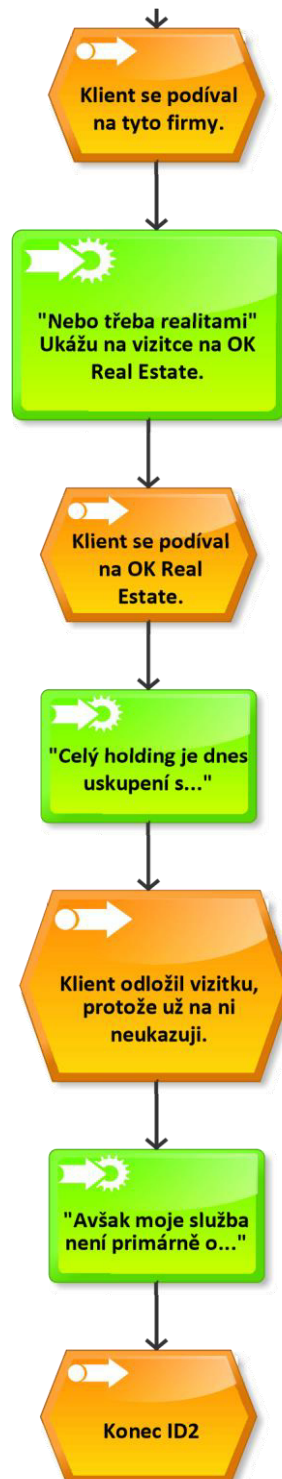 Klient se podíval
na tyto firmy.
"Nebo třeba realitami"
Ukážu na vizitce na OK
Real Estate.
Klient se podíval
na OK Real
Estate.
"Celý holding je dnes
uskupení s..."
Klient odložil vizitku,
protože už na ni
neukazuji.
"Avšak moje služba
není primárně o..."
Konec ID2